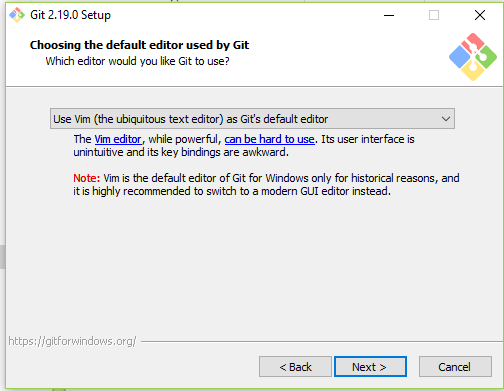 Git 2.19.0 Setup
Choosing the default editor used by Git
Which editor would you like Git to use?
Use Vim (the ubiquitous text editor) as Git's default editor
The Vim editor, while powerful, can be hard to use. Its user interface is
unintuitive and its key bindings are awkward.
Note: Vim is the default editor of Git for Windows only for historical reasons, and
it is highly recommended to switch to a modern GUI editor instead.
https://gitforwindows.org/
< Back
Next >
Cancel